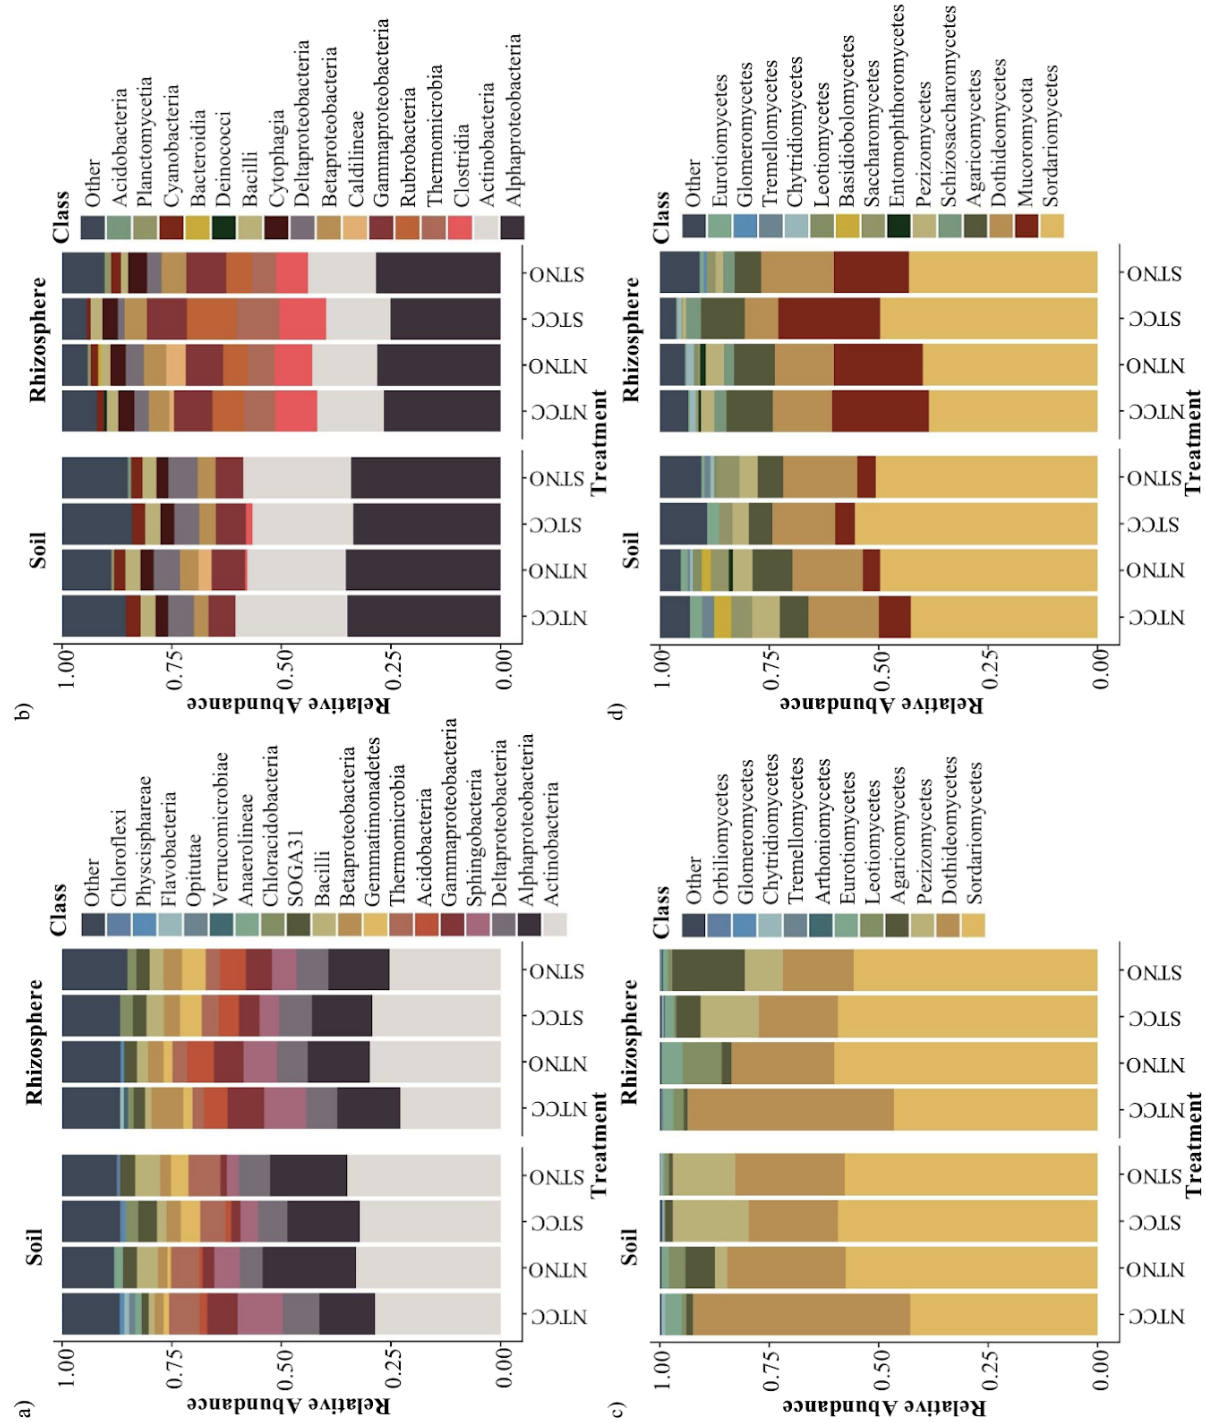 a)
Soil
Rhizosphere
Relative Abundance
1.00
0.75
0.50
0.25
0.00
NTCC
NTNO
STCC
STNO
NTCC
NTNO
STCC
STNO
Treatment
Class
Other
Chloroflexi
Physcisphareae
Flavobacteria
Opitutae
Verrucomicrobiae
Anaerolineae
Chloracidobacteria
SOGA31
Bacilli
Betaproteobacteria
Gemmatimonadetes
Thermomicrobia
Acidobacteria
Gammaproteobacteria
Sphingobacteria
Deltaproteobacteria
Alphaproteobacteria
Actinobacteria
b)
Soil
Rhizosphere
Relative Abundance
1.00
0.75
0.50
0.25
0.00
NTCC
NTNO
STCC
STNO
NTCC
NTNO
STCC
STNO
Treatment
Class
Other
Acidobacteria
Planctomycetia
Cyanobacteria
Bacteroidia
Deinococci
Bacilli
Cytophagia
Deltaproteobacteria
Betaproteobacteria
Caldilineae
Gammaproteobacteria
Rubrobacteria
Thermomicrobia
Clostridia
Actinobacteria
Alphaproteobacteria
c)
Soil
Rhizosphere
Relative Abundance
1.00
0.75
0.50
0.25
0.00
NTCC
NTNO
STCC
STNO
NTCC
NTNO
STCC
STNO
Treatment
Class
Other
Orbiliomycetes
Glomeromycetes
Chytridiomycetes
Tremellomycetes
Arthoniomycetes
Eurotiomycetes
Leotiomycetes
Agaricomycetes
Pezizomycetes
Dothideomycetes
Sordariomycetes
d)
Soil
Rhizosphere
Relative Abundance
1.00
0.75
0.50
0.25
0.00
NTCC
NTNO
STCC
STNO
NTCC
NTNO
STCC
STNO
Treatment
Class
Other
Eurotiomycetes
Glomeromycetes
Tremellomycetes
Chytridiomycetes
Leotiomycetes
Basidiobolomycetes
Saccharomycetes
Entomophthoromycetes
Pezizomycetes
Schizosaccharomycetes
Agaricomycetes
Dothideomycetes
Mucoromycota
Sordariomycetes